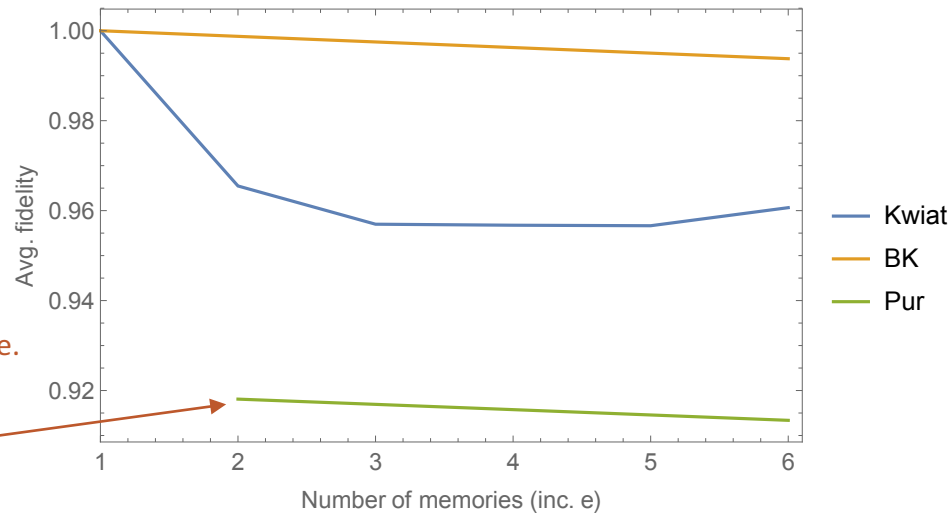 1.00
0.98
0.96
0.94
0.92
Avg. fidelity
1 2 3 4 5 6
Number of memories (inc. e)
Kwiat
BK
Pur
e.